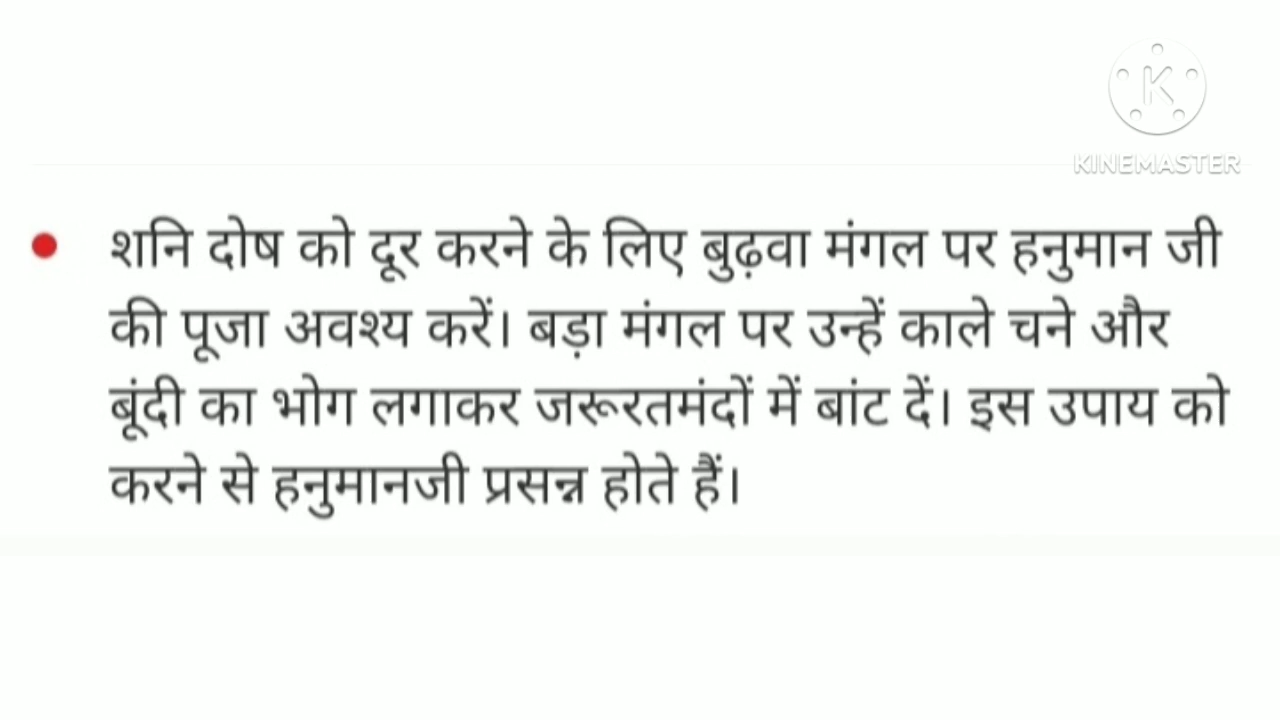 KINEMASTER
शनि दोष को दूर करने के लिए बुढ़वा मंगल पर हनुमान जी
की पूजा अवश्य करें। बड़ा मंगल पर उन्हें काले चने और
बूंदी का भोग लगाकर जरूरतमंदों में बांट दें। इस उपाय को
करने से हनुमानजी प्रसन्न होते हैं।